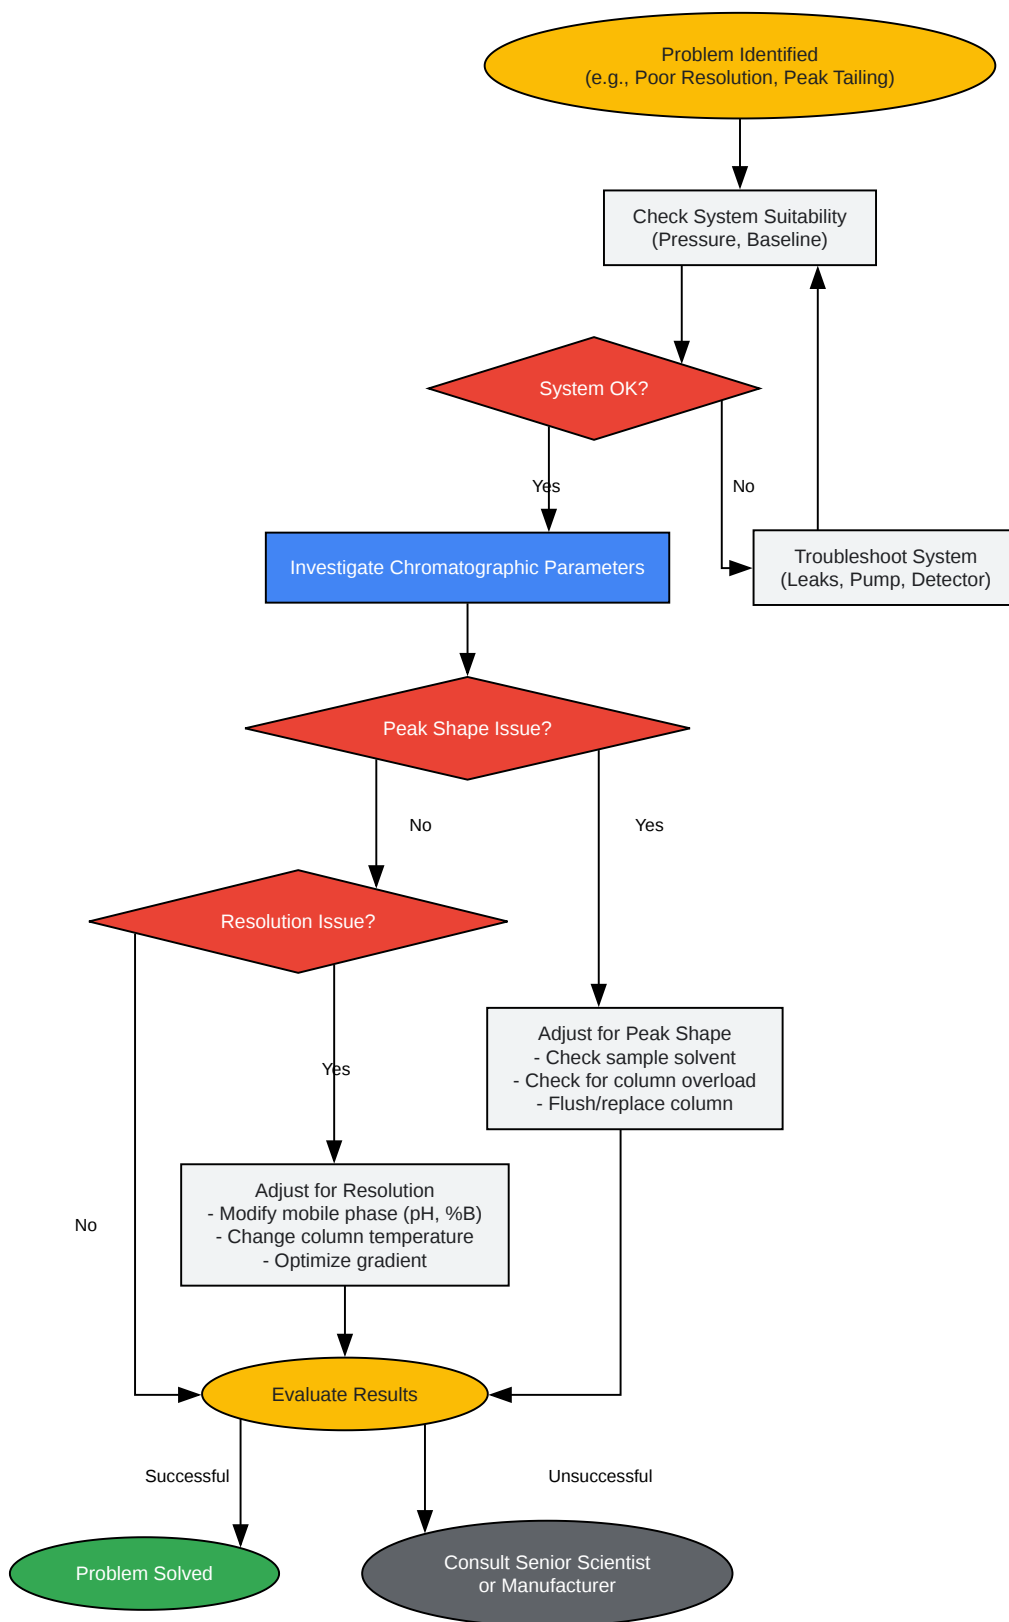 Problem Identified
(e.g., Poor Resolution, Peak Tailing)
Check System Suitability
(Pressure, Baseline)
System OK?
Yes
No
Investigate Chromatographic Parameters
Troubleshoot System
(Leaks, Pump, Detector)
Peak Shape Issue?
No
Yes
Resolution Issue?
Adjust for Peak Shape
- Check sample solvent
- Check for column overload
- Flush/replace column
Yes
Adjust for Resolution
- Modify mobile phase (pH, %B)
- Change column temperature
- Optimize gradient
No
Evaluate Results
Successful
Unsuccessful
Problem Solved
Consult Senior Scientist
or Manufacturer